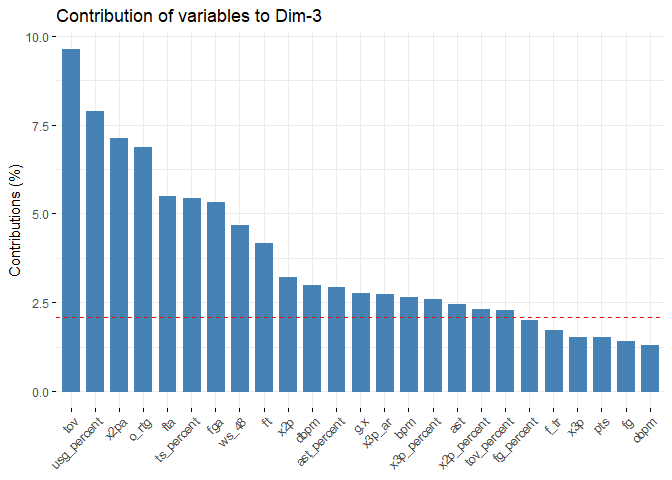 Contribution of variables to Dim-3
Contributions (%)
10.0
7.5
5.0
2.5
0.0
tov
usg_percent
x2pa
o_rtg
fta
ts_percent
fga
ws_48
ft
x2p
dbpm
ast_percent
g.x
x3p_ar
bpm
x3p_percent
ast
x2p_percent
tov_percent
fg_percent
f_tr
x3p
pts
fg
obpm